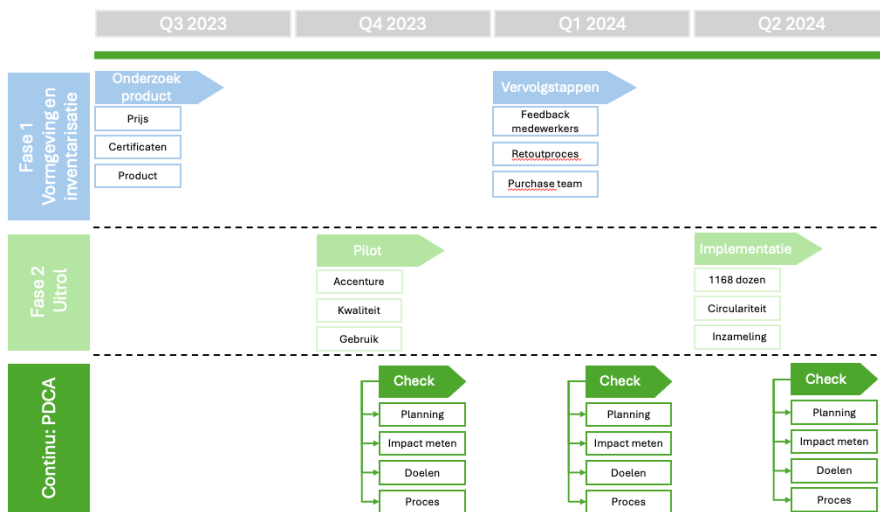 Q3 2023
Q4 2023
Q1 2024
Q2 2024
Fase 1
Vormgeving en
inventarisatie
Onderzoek
product
Prijs
Certificaten
Product
Vervolgstappen
Feedback
medewerkers
Retoutproces
Purchase team
Fase 2
Uitrol
Pilot
Accenture
Kwaliteit
Gebruik
Implementatie
1168 dozen
Circulariteit
Inzameling
Continu: PDCA
Check
Planning
Impact meten
Doelen
Proces
Check
Planning
Impact meten
Doelen
Proces
Check
Planning
Impact meten
Doelen
Proces